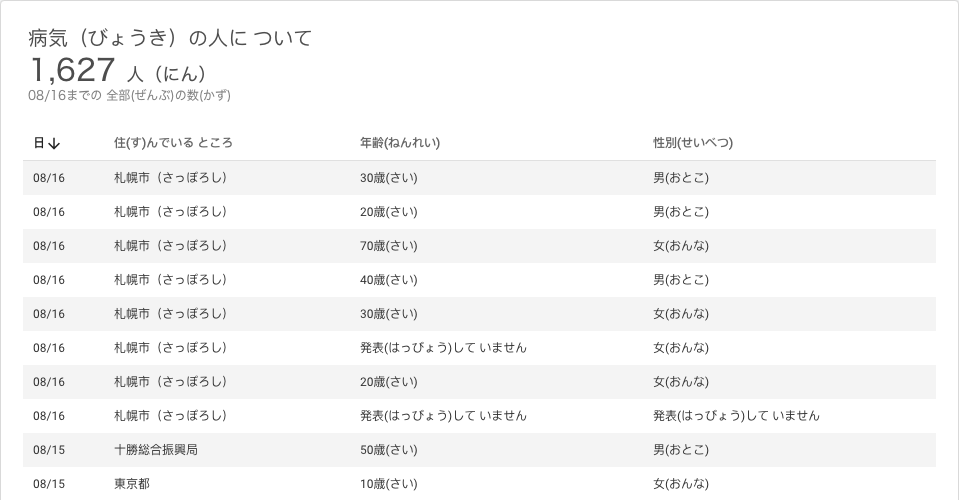 病気（びょうき）の人に ついて
1,627 人（にん）
08/16までの 全部(ぜんぶ)の数(かず)
日 住(す)んでいる ところ 年齢(ねんれい) 性別(せいべつ)
08/16 札幌市（さっぽろし） 30歳(さい) 男(おとこ)
08/16 札幌市（さっぽろし） 20歳(さい) 男(おとこ)
08/16 札幌市（さっぽろし） 70歳(さい) 女(おんな)
08/16 札幌市（さっぽろし） 40歳(さい) 男(おとこ)
08/16 札幌市（さっぽろし） 30歳(さい) 女(おんな)
08/16 札幌市（さっぽろし） 発表(はっぴょう)して いません 女(おんな)
08/16 札幌市（さっぽろし） 20歳(さい) 女(おんな)
08/16 札幌市（さっぽろし） 発表(はっぴょう)して いません 発表(はっぴょう)して いません
08/15 十勝総合振興局 50歳(さい) 男(おとこ)
08/15 東京都 10歳(さい) 女(おんな)